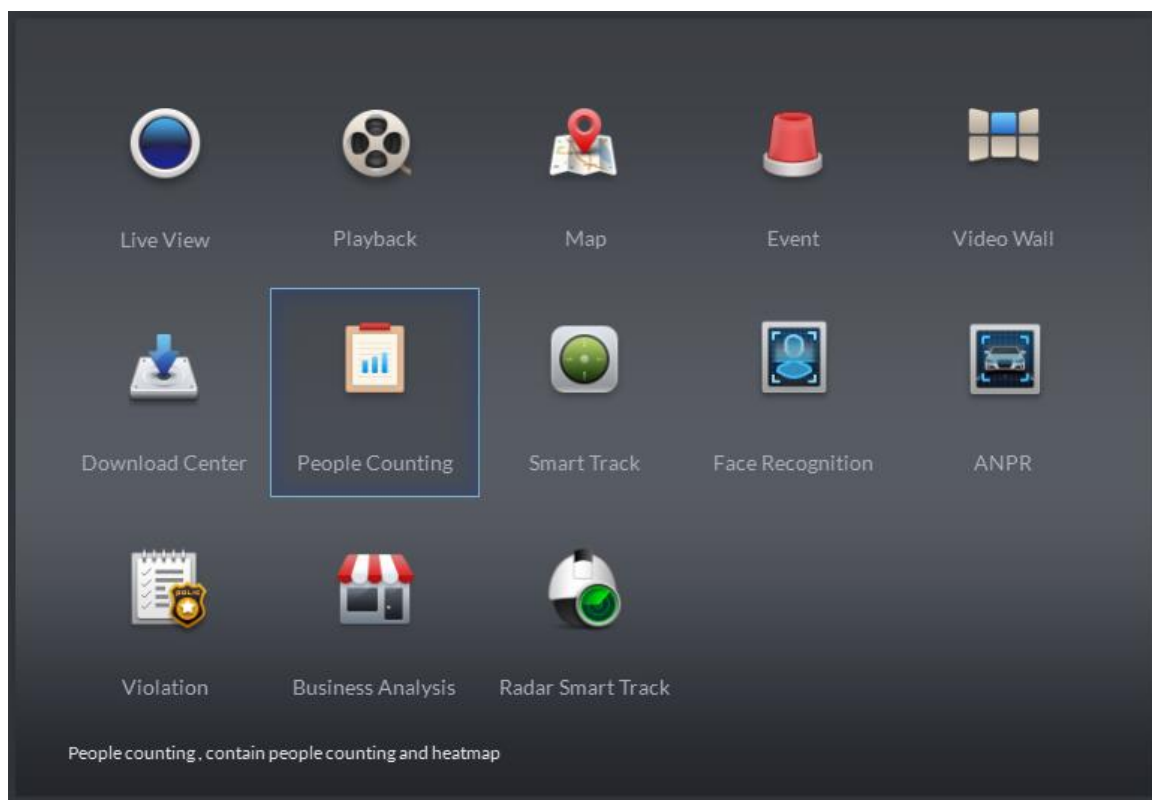 Live View
Playback
Map
Event
Video Wall
Download Center
People Counting
Smart Track
Face Recognition
ANPR
Violation
Business Analysis
Radar Smart Track
People counting , contain people counting and heatmap